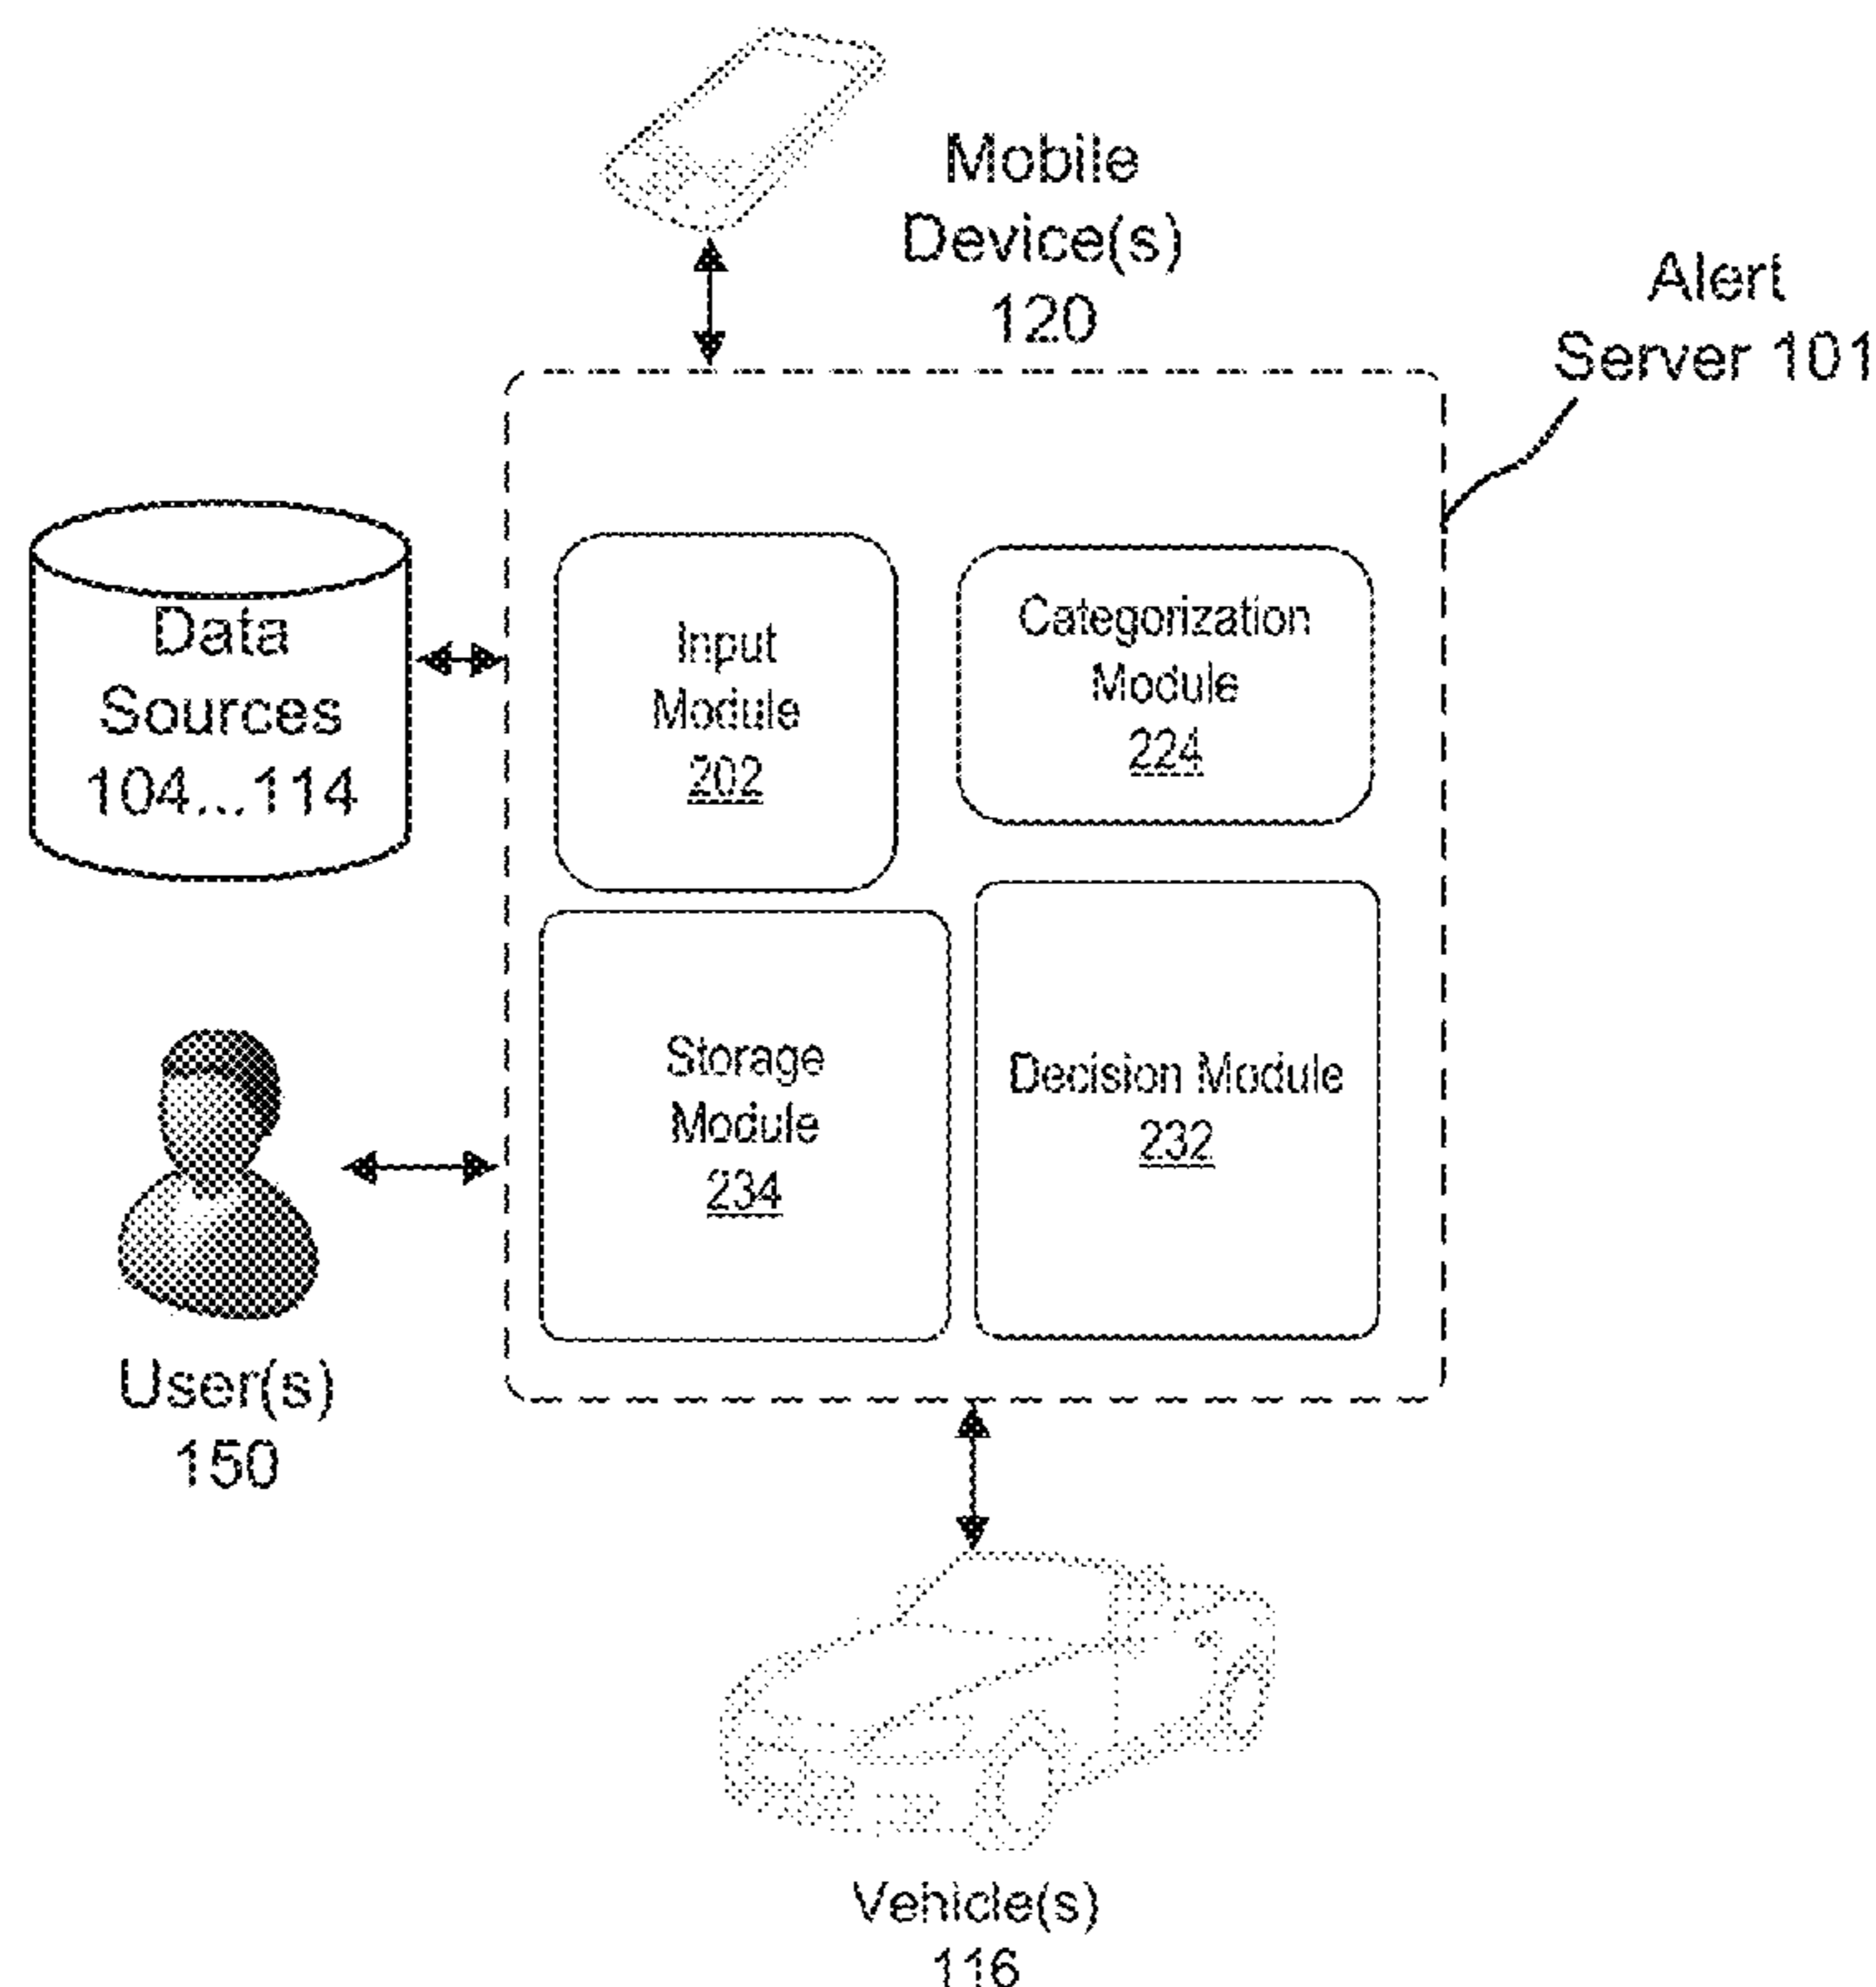 Mobile
Device(s)
120
Alert
Server 101
Data
Sources
104...114
Input
Module
202
Categorization
Module
224
Storage
Module
234
Decision Module
232
User(s)
150
Vehicle(s)
116